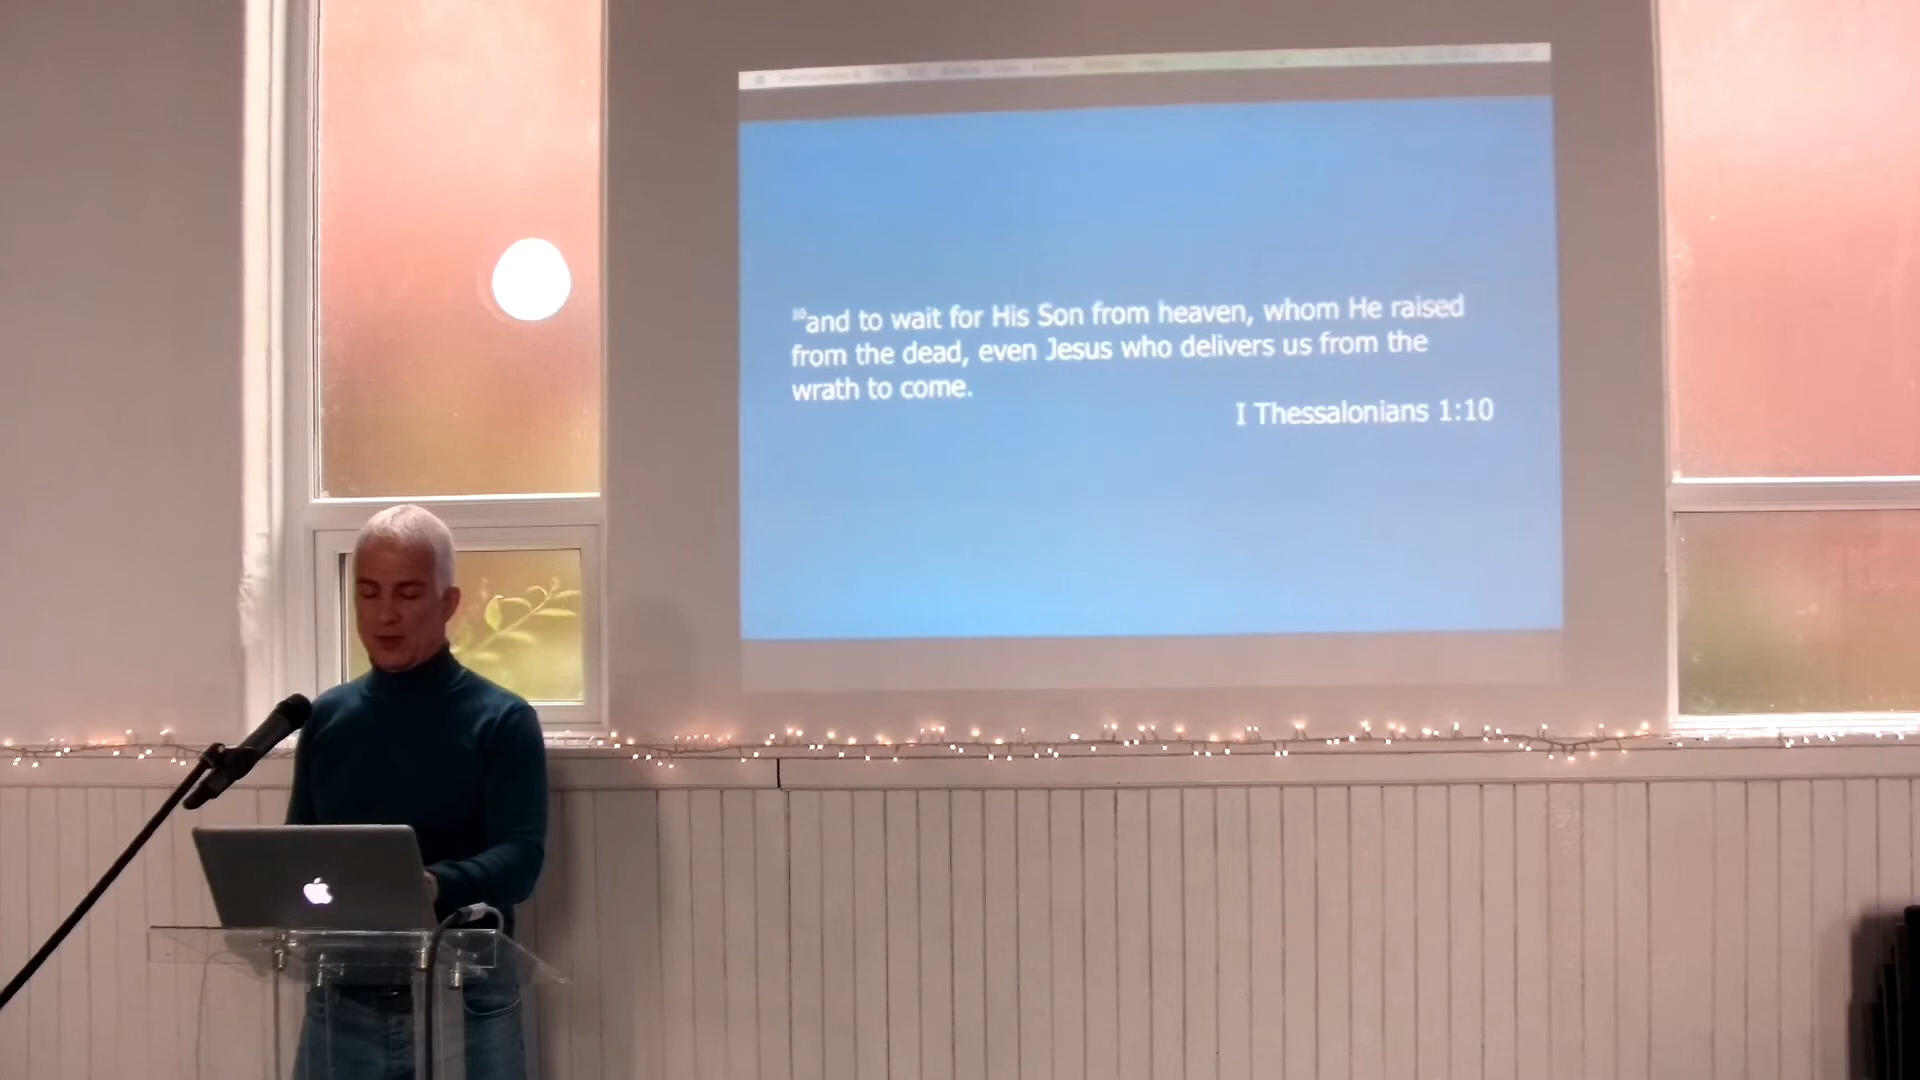 10and to wait for His Son from heaven, whom He raised
from the dead, even Jesus who delivers us from the
wrath to come.
I Thessalonians 1:10